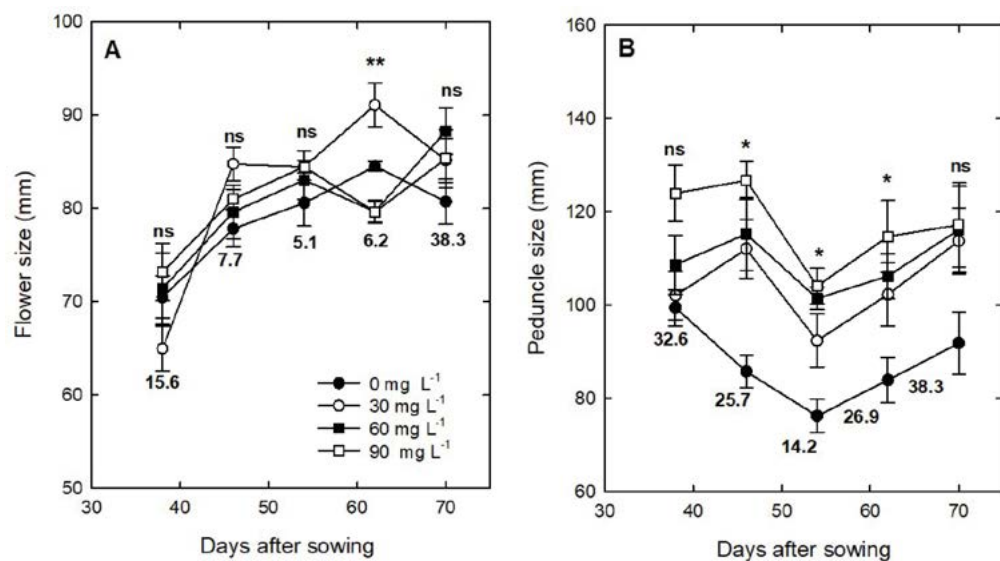 A
100
90
80
70
60
50
Flower size (mm)
ns
ns
ns
**
ns
15.6
7.7
5.1
6.2
38.3
0 mg L⁻¹
30 mg L⁻¹
60 mg L⁻¹
90 mg L⁻¹
30 40 50 60 70
Days after sowing
B
160
140
120
100
80
60
Peduncle size (mm)
ns
*
*
*
ns
32.6
25.7
14.2
26.9
38.3
30 40 50 60 70
Days after sowing